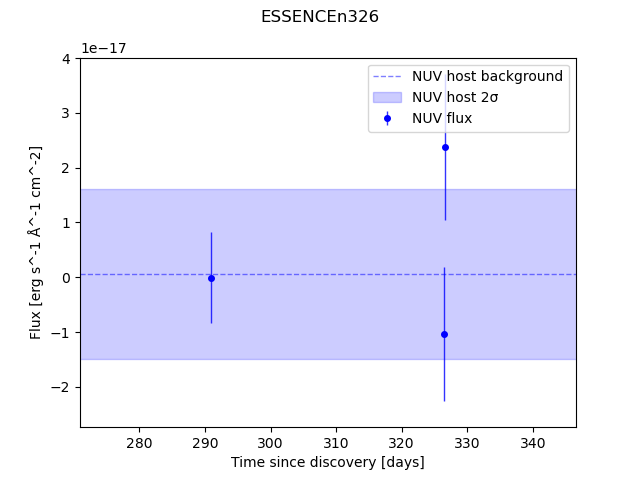 ESSENCEn326
1e−17
NUV host background
NUV host 2σ
NUV flux
4
3
2
1
0
−1
−2
Flux [erg s^-1 Å^-1 cm^-2]
280 290 300 310 320 330 340
Time since discovery [days]